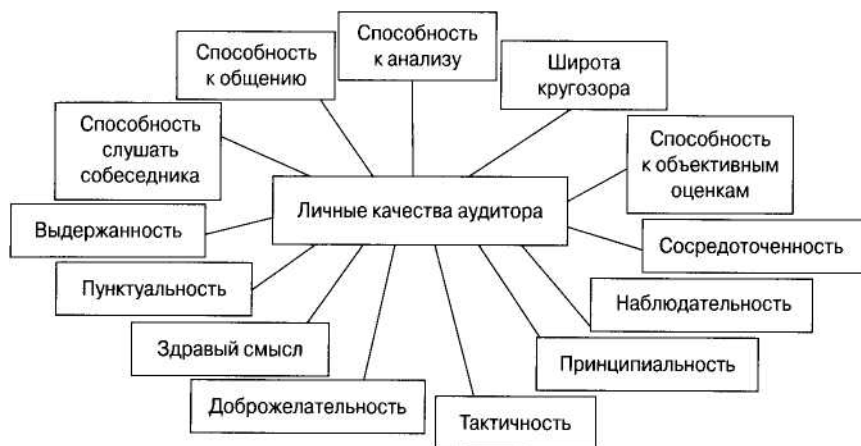 Способность
к общению
Способность
к анализу
Широта
кругозора
Способность
слушать
собеседника
Способность
к объективным
оценкам
Личные качества аудитора
Выдержанность
Сосредоточенность
Пунктуальность
Наблюдательность
Здравый смысл
Принципиальность
Доброжелательность
Тактичность